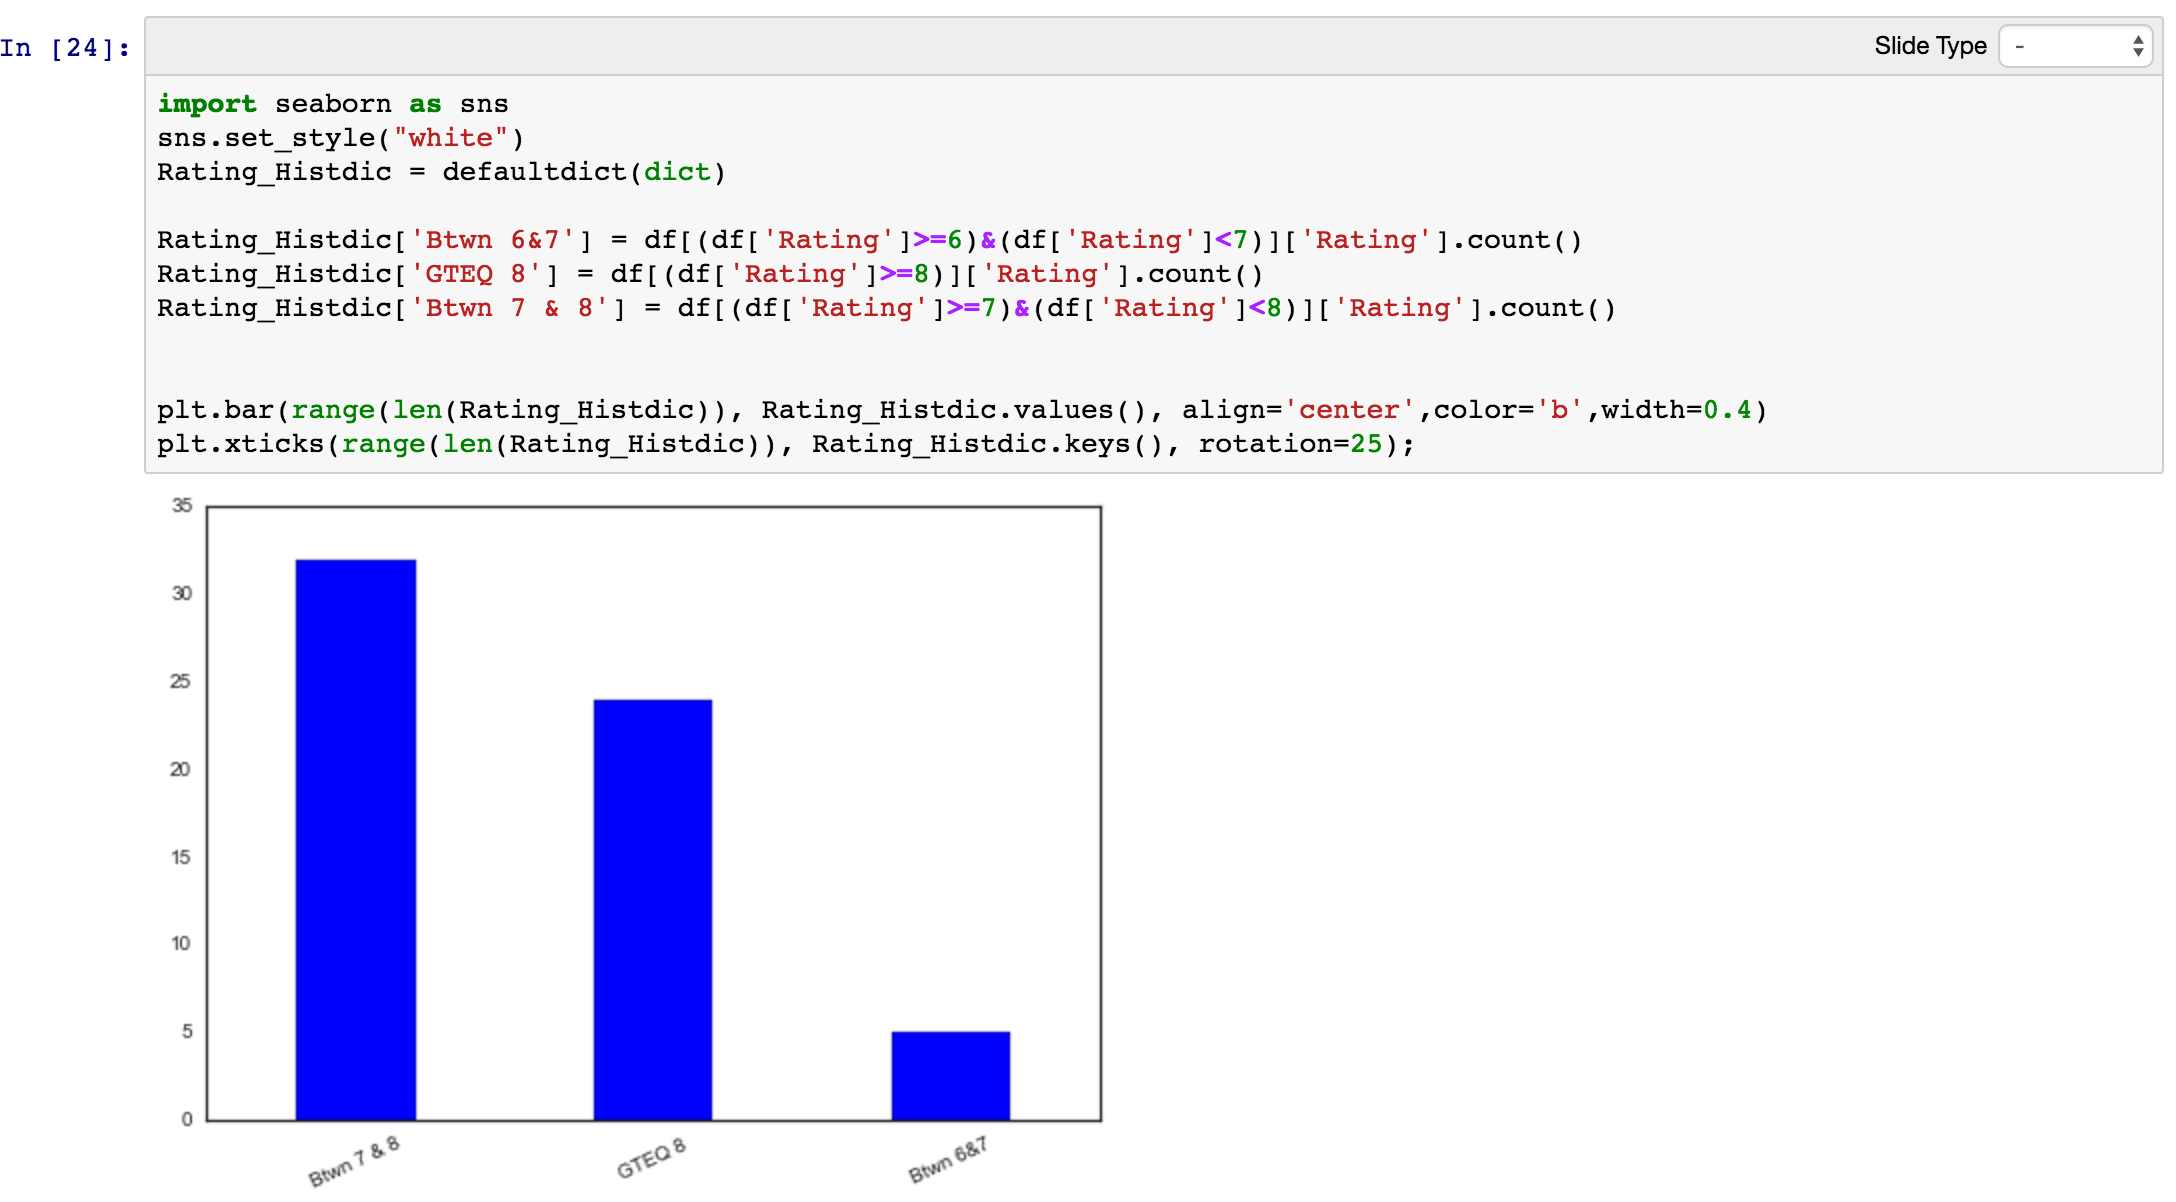 In [24]:
Slide Type -
import seaborn as sns
sns.set_style("white")
Rating_Histdic = defaultdict(dict)
Rating_Histdic['Btwn 6&7'] = df[(df['Rating']>=6)&(df['Rating']<7)]['Rating'].count()
Rating_Histdic['GTEQ 8'] = df[(df['Rating']>=8)]['Rating'].count()
Rating_Histdic['Btwn 7 & 8'] = df[(df['Rating']>=7)&(df['Rating']<8)]['Rating'].count()
plt.bar(range(len(Rating_Histdic)), Rating_Histdic.values(), align='center',color='b',width=0.4)
plt.xticks(range(len(Rating_Histdic)), Rating_Histdic.keys(), rotation=25);
35
30
25
20
15
10
5
0
Btwn 7 & 8
GTEQ 8
Btwn 6&7